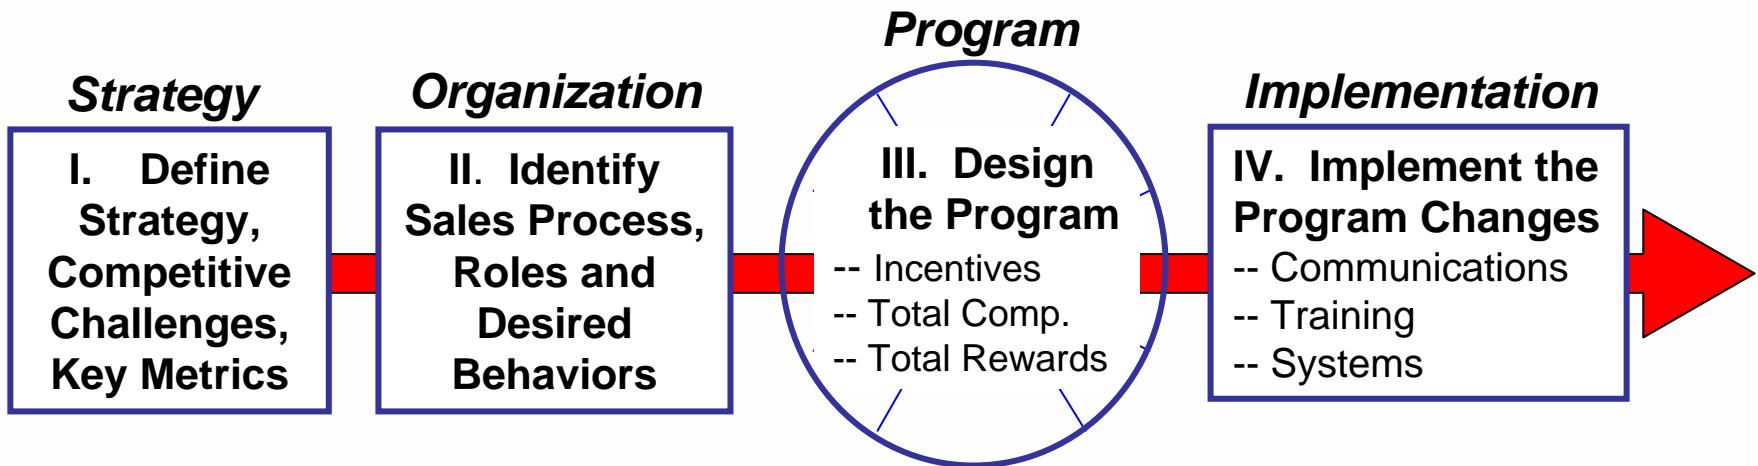 Strategy
I. Define
Strategy,
Competitive
Challenges,
Key Metrics
Organization
II. Identify
Sales Process,
Roles and
Desired
Behaviors
Program
III. Design
the Program
-- Incentives
-- Total Comp.
-- Total Rewards
Implementation
IV. Implement the
Program Changes
-- Communications
-- Training
-- Systems